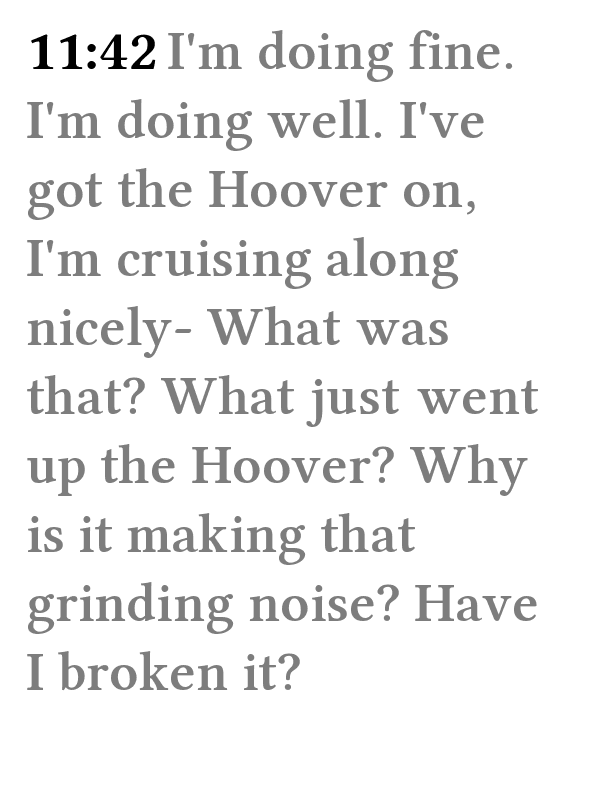 11:42 I'm doing fine.
I'm doing well. I've
got the Hoover on,
I'm cruising along
nicely- What was
that? What just went
up the Hoover? Why
is it making that
grinding noise? Have
I broken it?